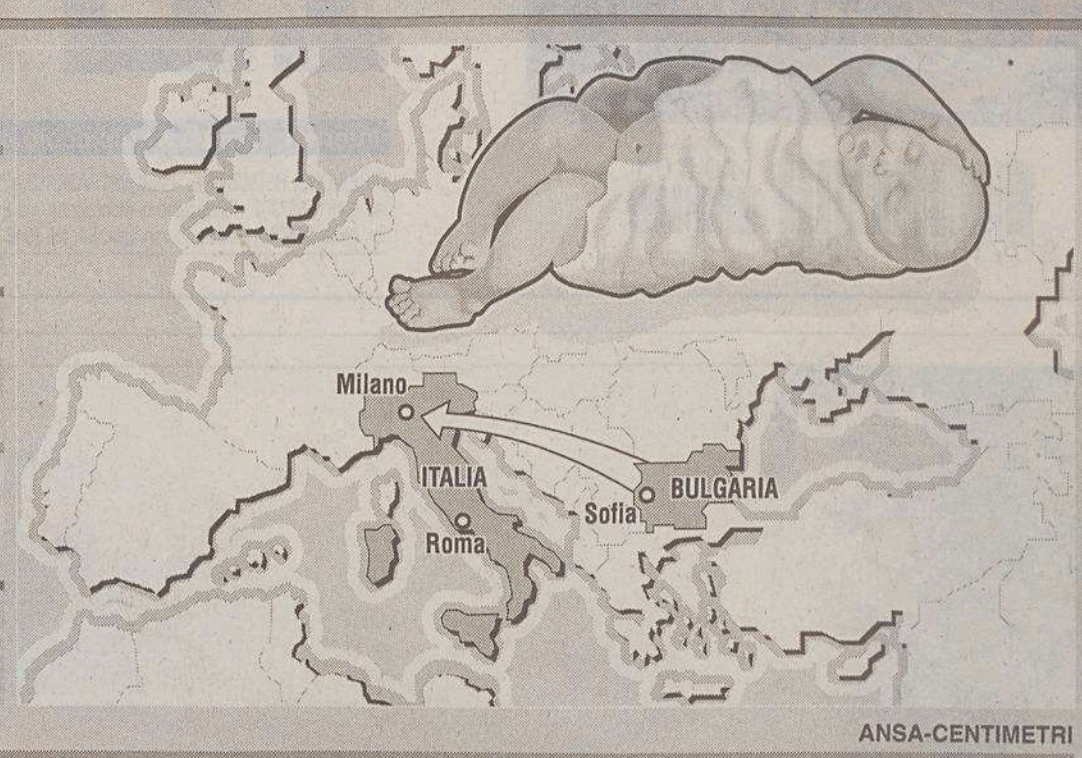 Milano
ITALIA
BULGARIA
Sofia
Roma
ANSA-CENTIMETRI